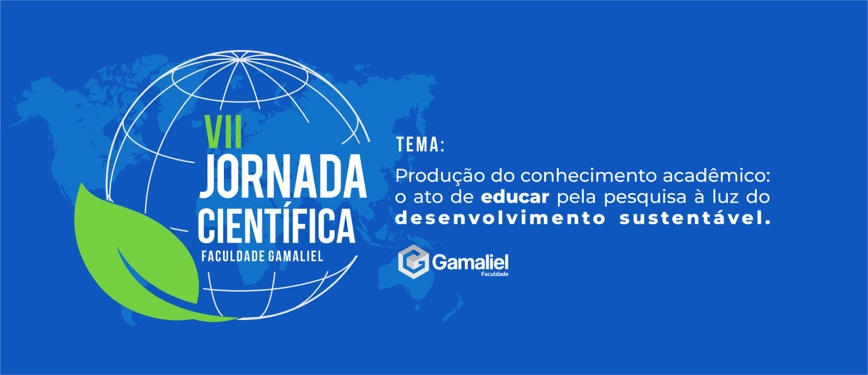 VII
JORNADA
CIENTÍFICA
FACULDADE GAMALIEL
TEMA:
Produção do conhecimento acadêmico:
o ato de educar pela pesquisa à luz do
desenvolvimento sustentável.
Gamaliel
Faculdade